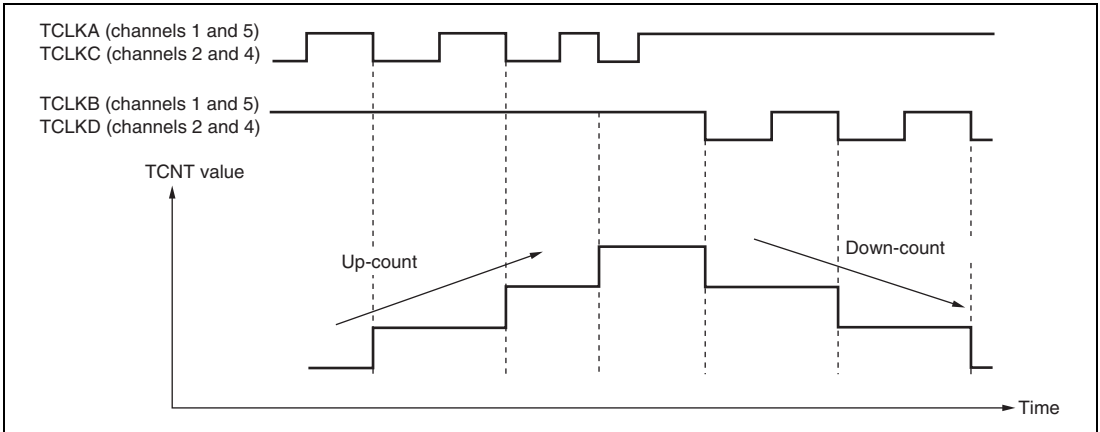 TCLKA (channels 1 and 5)
TCLKC (channels 2 and 4)
TCLKB (channels 1 and 5)
TCLKD (channels 2 and 4)
TCNT value
Up-count
Down-count
Time